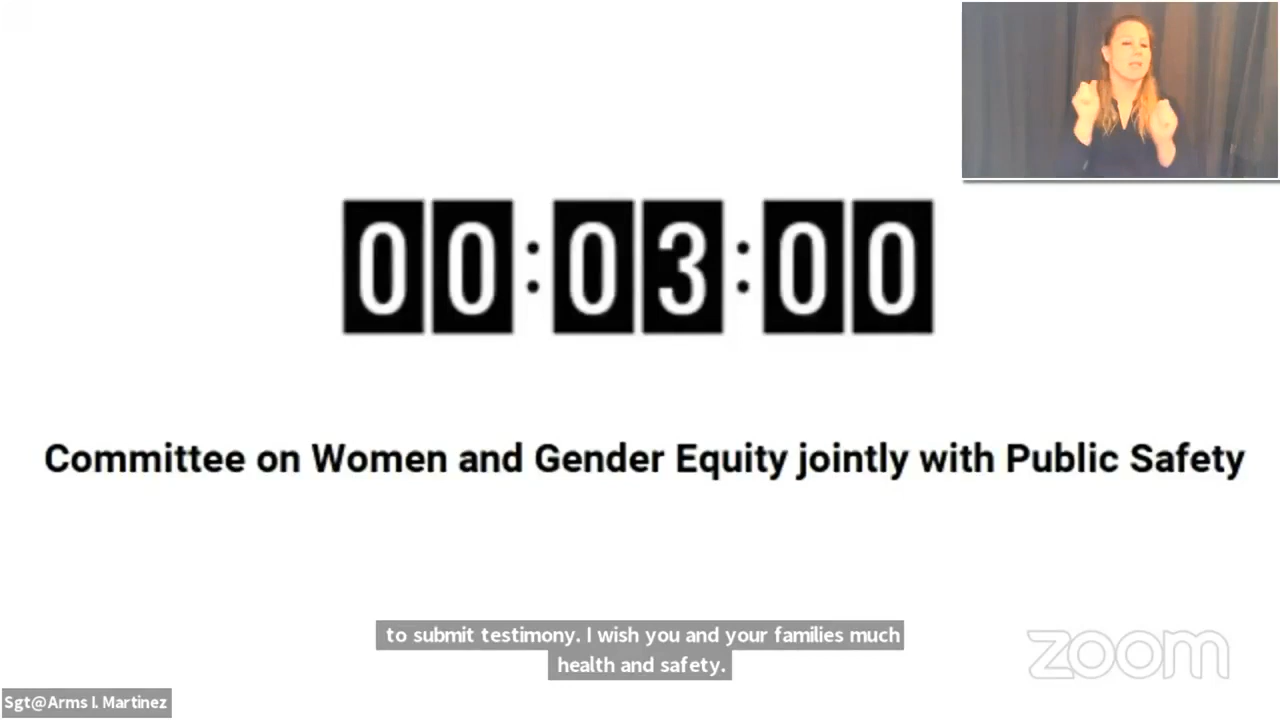 00:03:00
Committee on Women and Gender Equity jointly with Public Safety
to submit testimony. I wish you and your families much
health and safety.
zoom
Sgt@Arms I. Martinez